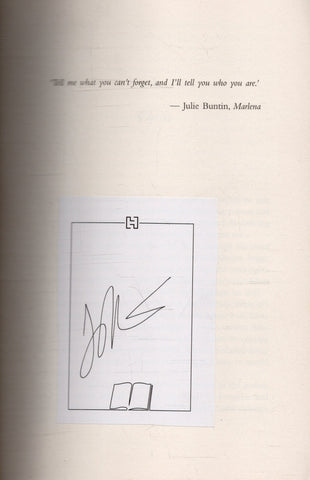 'Tell me what you can't forget, and I'll tell you who you are.'
— Julie Buntin, Marlena